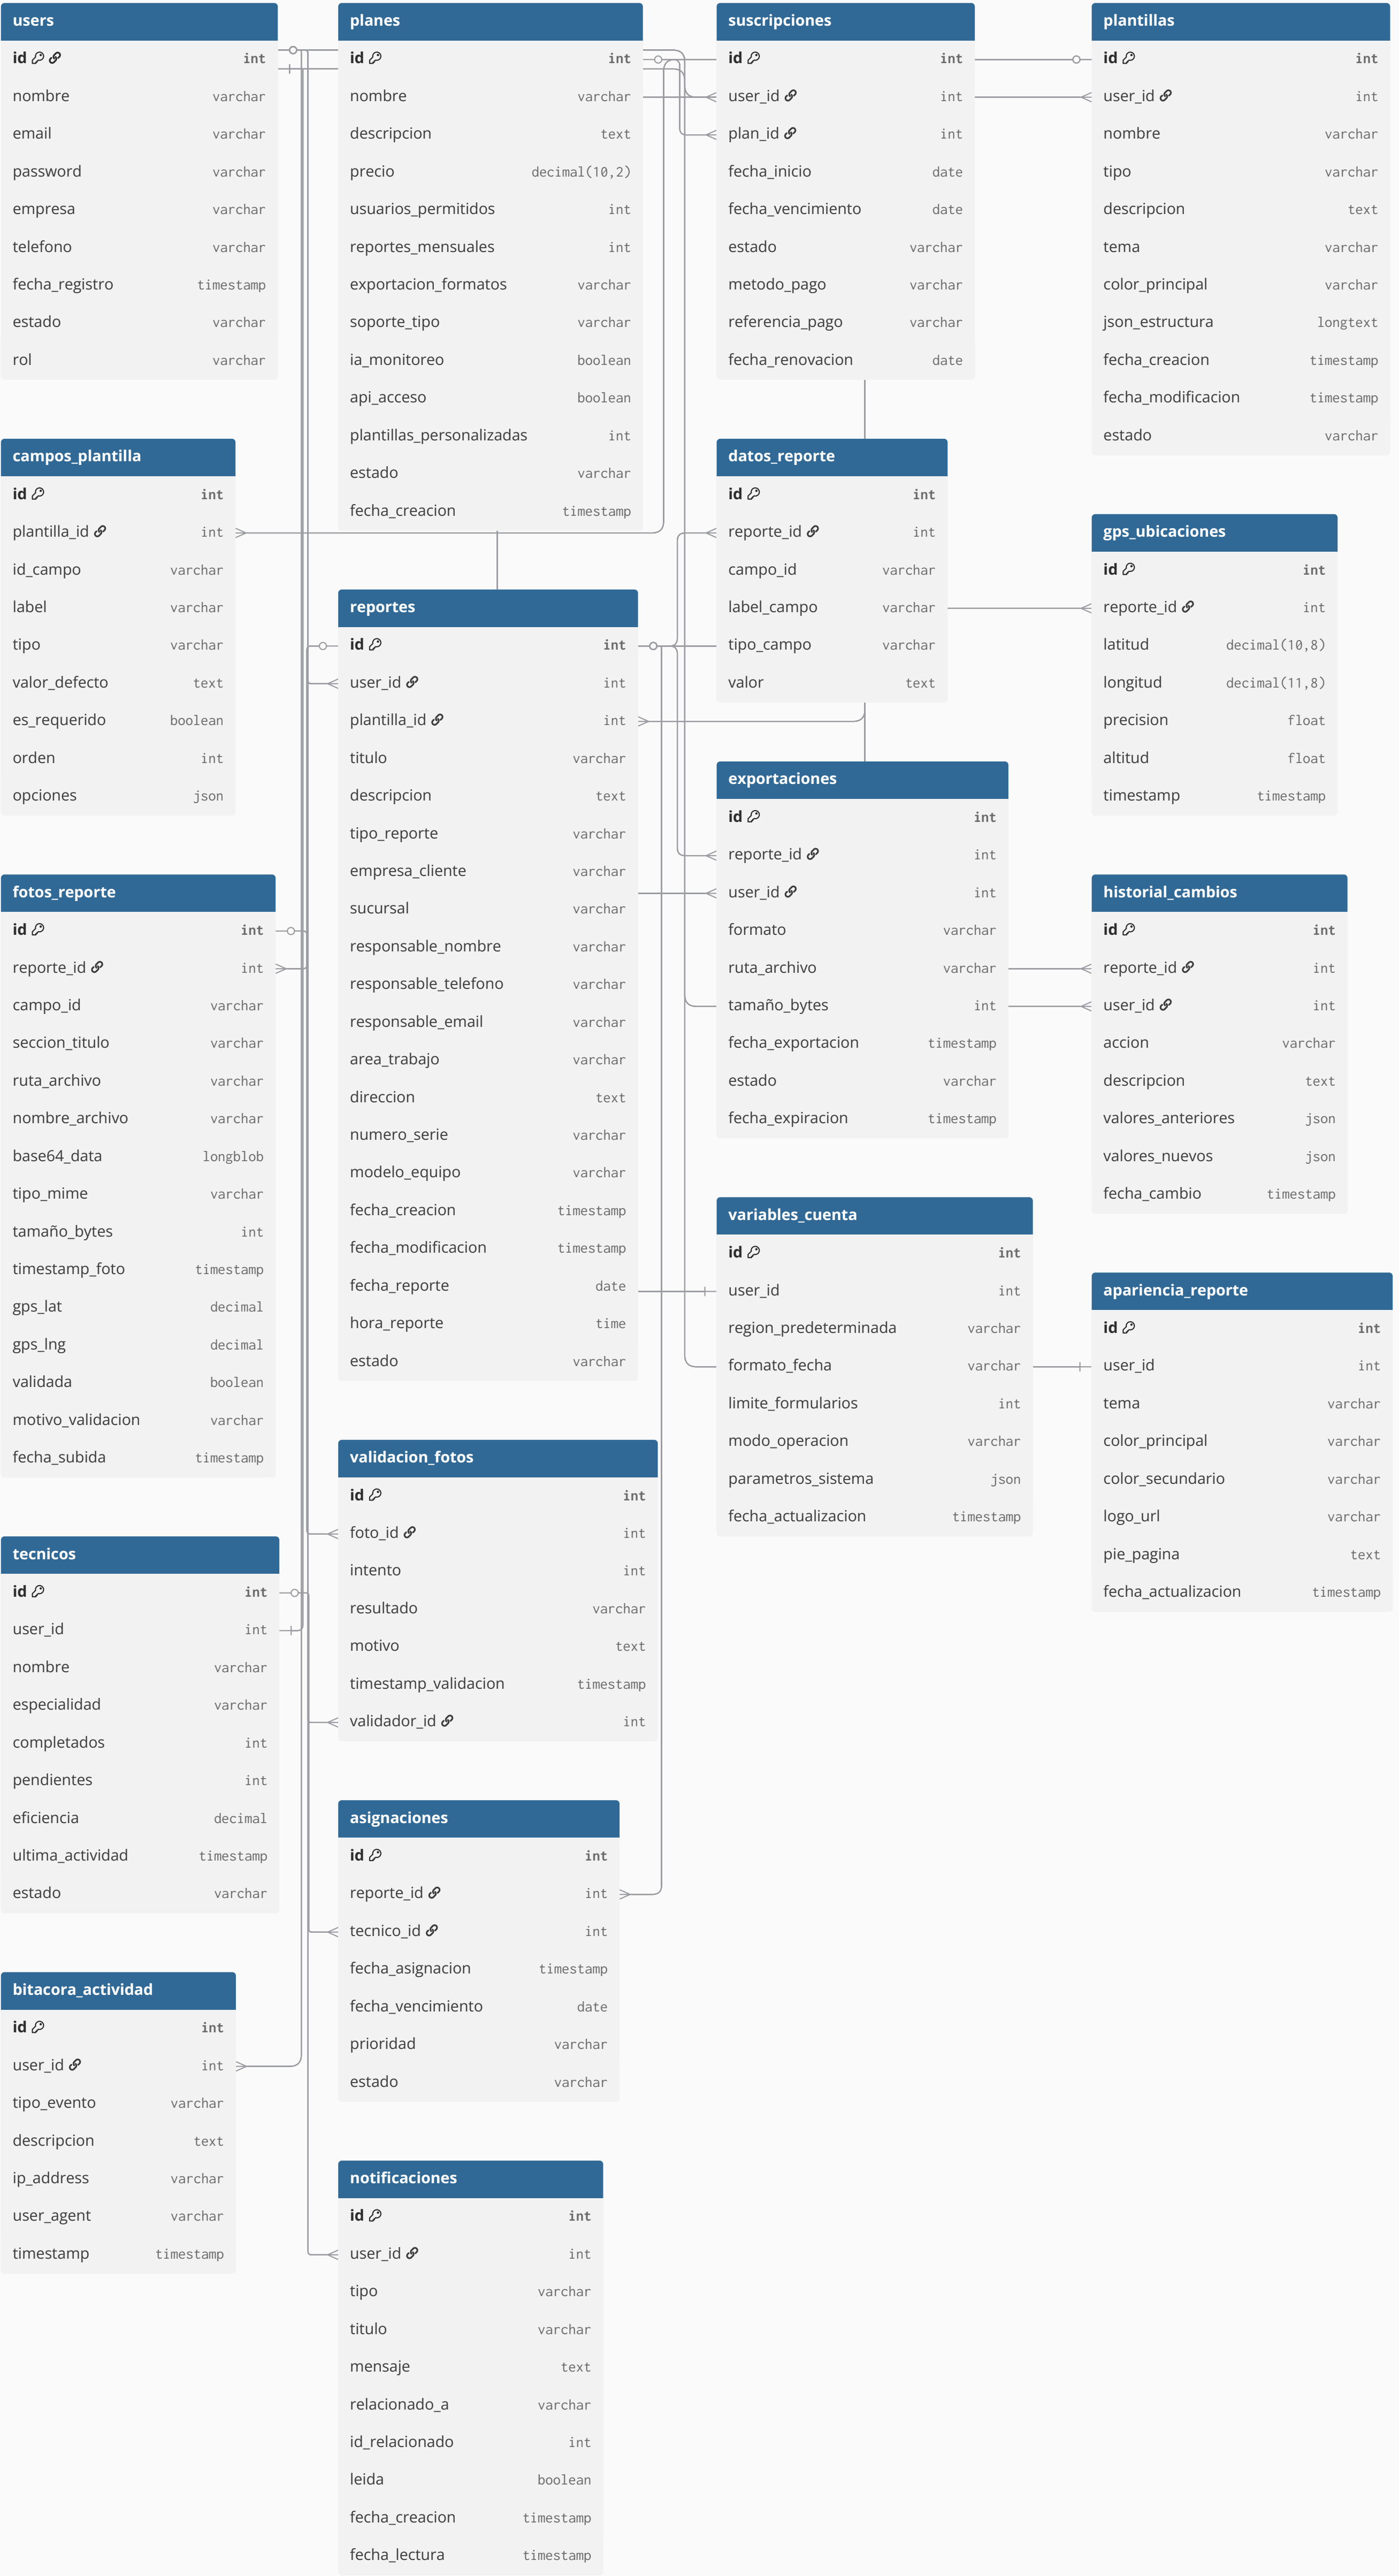 users
id int
nombre varchar
email varchar
password varchar
empresa varchar
telefono varchar
fecha_registro timestamp
estado varchar
rol varchar
planes
id int
nombre varchar
descripcion text
precio decimal(10,2)
usuarios_permitidos int
reportes_mensuales int
exportacion_formatos varchar
soporte_tipo varchar
ia_monitoreo boolean
api_acceso boolean
plantillas_personalizadas int
estado varchar
fecha_creacion timestamp
suscripciones
id int
user_id int
plan_id int
fecha_inicio date
fecha_vencimiento date
estado varchar
metodo_pago varchar
referencia_pago varchar
fecha_renovacion date
plantillas
id int
user_id int
nombre varchar
tipo varchar
descripcion text
tema varchar
color_principal varchar
json_estructura longtext
fecha_creacion timestamp
fecha_modificacion timestamp
estado varchar
campos_plantilla
id int
plantilla_id int
id_campo varchar
label varchar
tipo varchar
valor_defecto text
es_requerido boolean
orden int
opciones json
reportes
id int
user_id int
plantilla_id int
titulo varchar
descripcion text
tipo_reporte varchar
empresa_cliente varchar
sucursal varchar
responsable_nombre varchar
responsable_telefono varchar
responsable_email varchar
area_trabajo varchar
direccion text
numero_serie varchar
modelo_equipo varchar
fecha_creacion timestamp
fecha_modificacion timestamp
fecha_reporte date
hora_reporte time
estado varchar
datos_reporte
id int
reporte_id int
campo_id varchar
label_campo varchar
tipo_campo varchar
valor text
gps_ubicaciones
id int
reporte_id int
latitud decimal(10,8)
longitud decimal(11,8)
precision float
altitud float
timestamp timestamp
exportaciones
id int
reporte_id int
user_id int
formato varchar
ruta_archivo varchar
tamaño_bytes int
fecha_exportacion timestamp
estado varchar
fecha_expiracion timestamp
historial_cambios
id int
reporte_id int
user_id int
accion varchar
descripcion text
valores_anteriores json
valores_nuevos json
fecha_cambio timestamp
fotos_reporte
id int
reporte_id int
campo_id varchar
seccion_titulo varchar
ruta_archivo varchar
nombre_archivo varchar
base64_data longblob
tipo_mime varchar
tamaño_bytes int
timestamp_foto timestamp
gps_lat decimal
gps_lng decimal
validada boolean
motivo_validacion varchar
fecha_subida timestamp
variables_cuenta
id int
user_id int
region_predeterminada varchar
formato_fecha varchar
limite_formularios int
modo_operacion varchar
parametros_sistema json
fecha_actualizacion timestamp
apariencia_reporte
id int
user_id int
tema varchar
color_principal varchar
color_secundario varchar
logo_url varchar
pie_pagina text
fecha_actualizacion timestamp
validacion_fotos
id int
foto_id int
intento int
resultado varchar
motivo text
timestamp_validacion timestamp
validador_id int
tecnicos
id int
user_id int
nombre varchar
especialidad varchar
completados int
pendientes int
eficiencia decimal
ultima_actividad timestamp
estado varchar
asignaciones
id int
reporte_id int
tecnico_id int
fecha_asignacion timestamp
fecha_vencimiento date
prioridad varchar
estado varchar
bitacora_actividad
id int
user_id int
tipo_evento varchar
descripcion text
ip_address varchar
user_agent varchar
timestamp timestamp
notificaciones
id int
user_id int
tipo varchar
titulo varchar
mensaje text
relacionado_a varchar
id_relacionado int
leida boolean
fecha_creacion timestamp
fecha_lectura timestamp